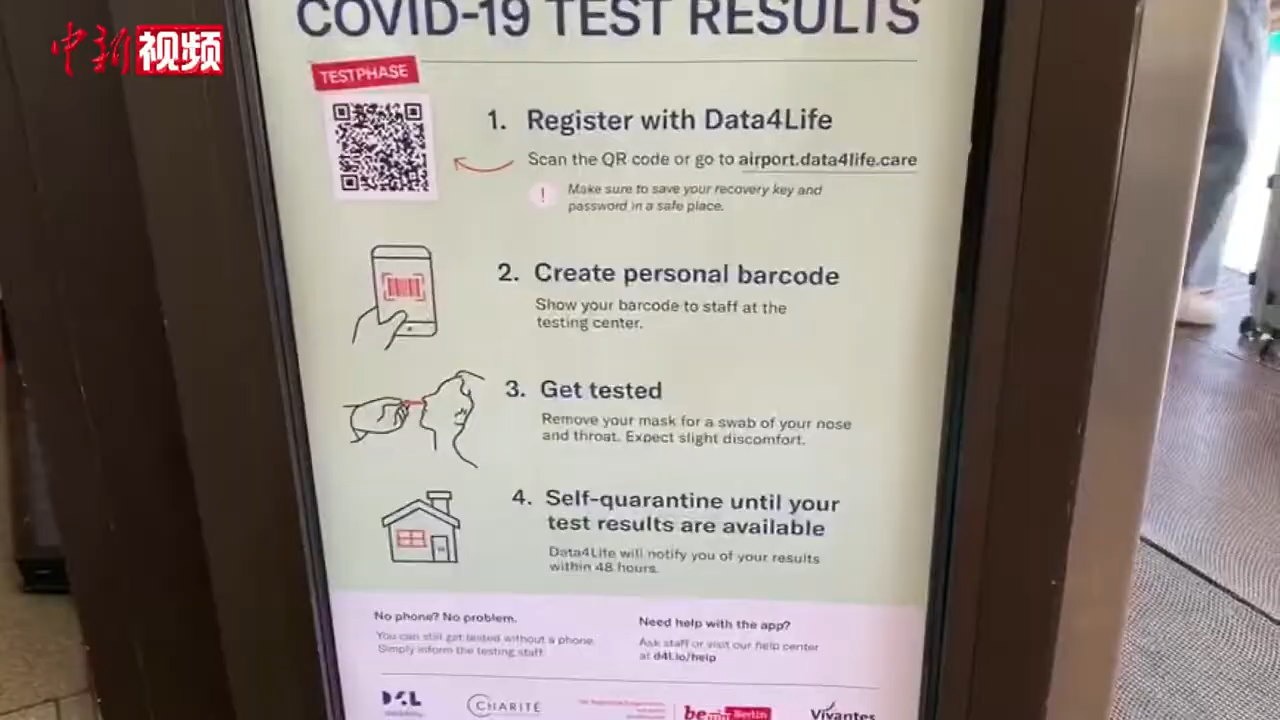 中新视频
COVID-19 TEST RESULTS
TESTPHASE
1. Register with Data4Life
Scan the QR code or go to airport.data4life.care
! Make sure to save your recovery key and
password in a safe place.
2. Create personal barcode
Show your barcode to staff at the
testing center.
3. Get tested
Remove your mask for a swab of your nose
and throat. Expect slight discomfort.
4. Self-quarantine until your
test results are available
Data4Life will notify you of your results
within 48 hours.
No phone? No problem.
You can still get tested without a phone.
Simply inform the testing staff.
Need help with the app?
Ask staff or visit our help center
at d4l.io/help
D4L
CHARITÉ
Berlin
Vivantes